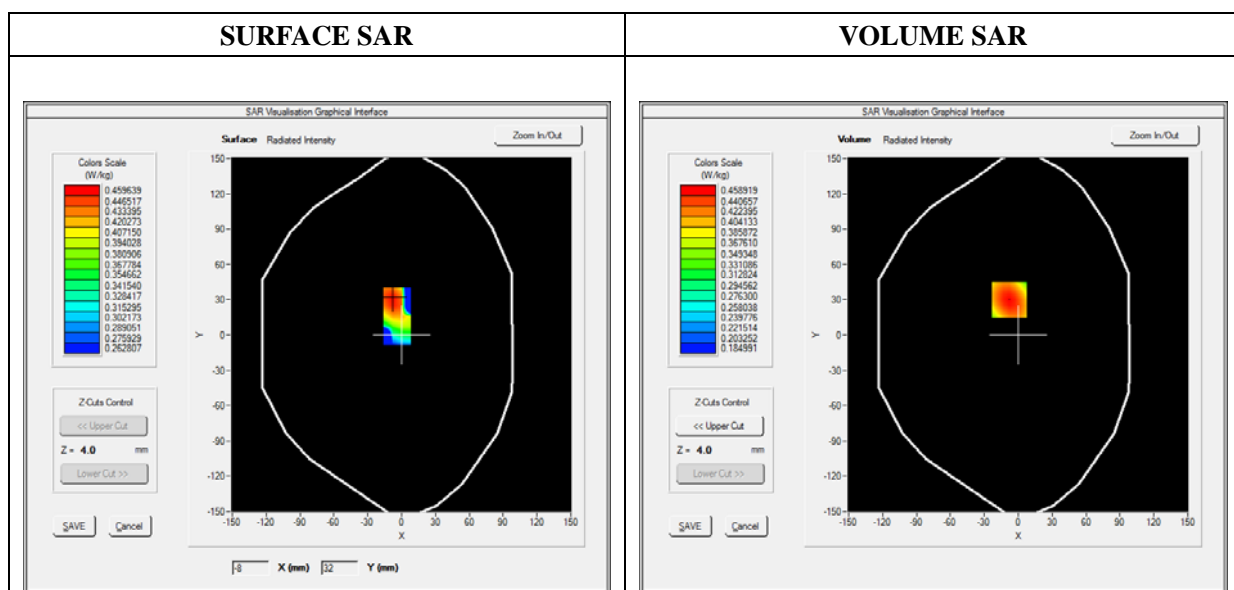 SURFACE SAR
VOLUME SAR
SAR Visualisation Graphical Interface
Surface Radiated Intensity
Zoom In/Out
Colors Scale
(W/kg)
0.459639
0.446517
0.433395
0.420273
0.407150
0.394028
0.380906
0.367784
0.354662
0.341540
0.328417
0.315295
0.302173
0.289051
0.275929
0.262807
Z-Cuts Control
<< Upper Cut
Z = 4.0 mm
Lower Cut >>
SAVE Cancel
150
120
90
60
30
0
-30
-60
-90
-120
-150
Y
-150 -120 -90 -60 -30 0 30 60 90 120 150
X
-8 X (mm) 32 Y (mm)
SAR Visualisation Graphical Interface
Volume Radiated Intensity
Zoom In/Out
Colors Scale
(W/kg)
0.458919
0.440657
0.422395
0.404133
0.385872
0.367610
0.349348
0.331086
0.312824
0.294562
0.276300
0.258038
0.239776
0.221514
0.203252
0.184991
Z-Cuts Control
<< Upper Cut
Z = 4.0 mm
Lower Cut >>
SAVE Cancel
150
120
90
60
30
0
-30
-60
-90
-120
-150
Y
-150 -120 -90 -60 -30 0 30 60 90 120 150
X